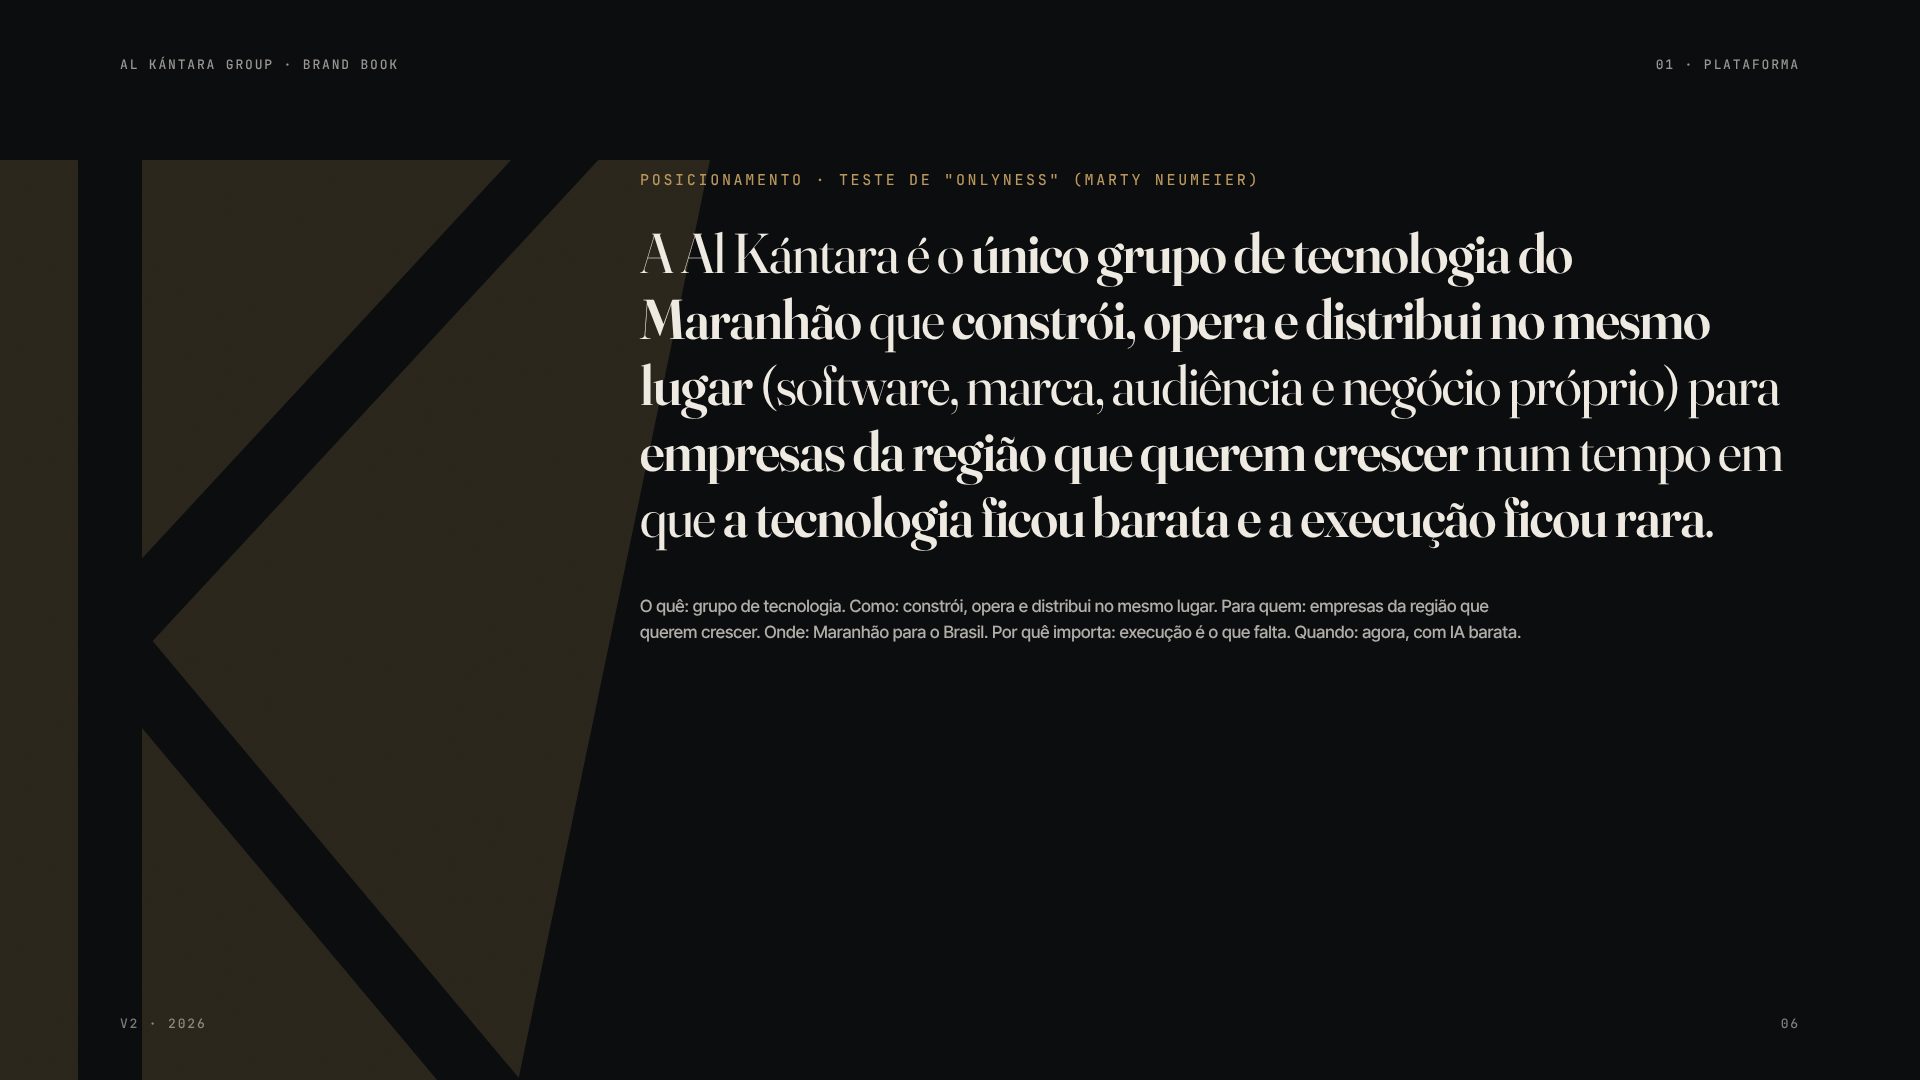 AL KÁNTARA GROUP · BRAND BOOK
01 · PLATAFORMA
POSICIONAMENTO · TESTE DE "ONLYNESS" (MARTY NEUMEIER)
A Al Kántara é o único grupo de tecnologia do
Maranhão que constrói, opera e distribui no mesmo
lugar (software, marca, audiência e negócio próprio) para
empresas da região que querem crescer num tempo em
que a tecnologia ficou barata e a execução ficou rara.
O quê: grupo de tecnologia. Como: constrói, opera e distribui no mesmo lugar. Para quem: empresas da região que
querem crescer. Onde: Maranhão para o Brasil. Por quê importa: execução é o que falta. Quando: agora, com IA barata.
V2 · 2026
06